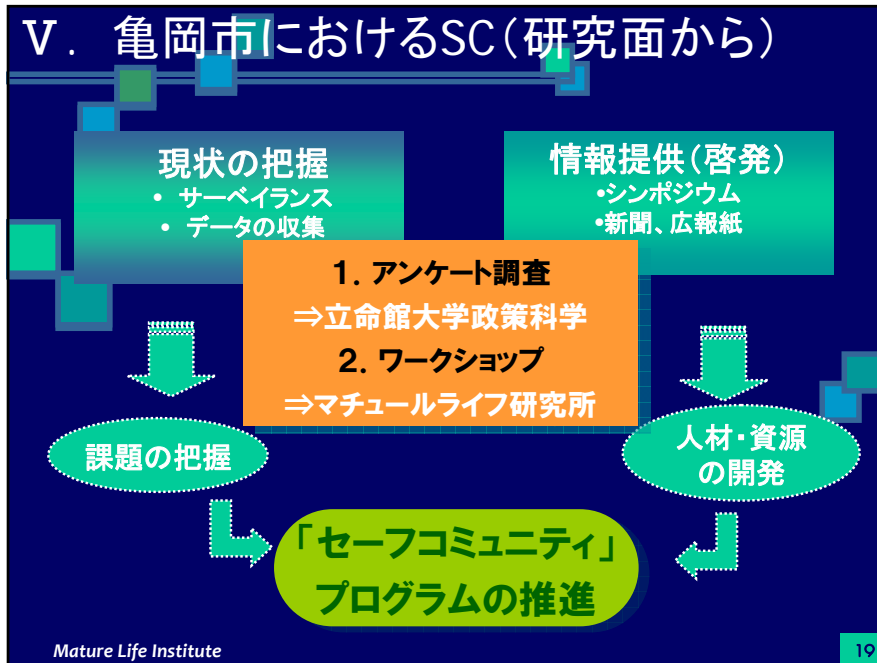 Ⅴ．亀岡市におけるSC（研究面から）
現状の把握
• サーベイランス
• データの収集
情報提供（啓発）
•シンポジウム
•新聞、広報紙
１．アンケート調査
⇒立命館大学政策科学
２．ワークショップ
⇒マチュールライフ研究所
課題の把握
人材・資源
の開発
「セーフコミュニティ」
プログラムの推進
Mature Life Institute
19